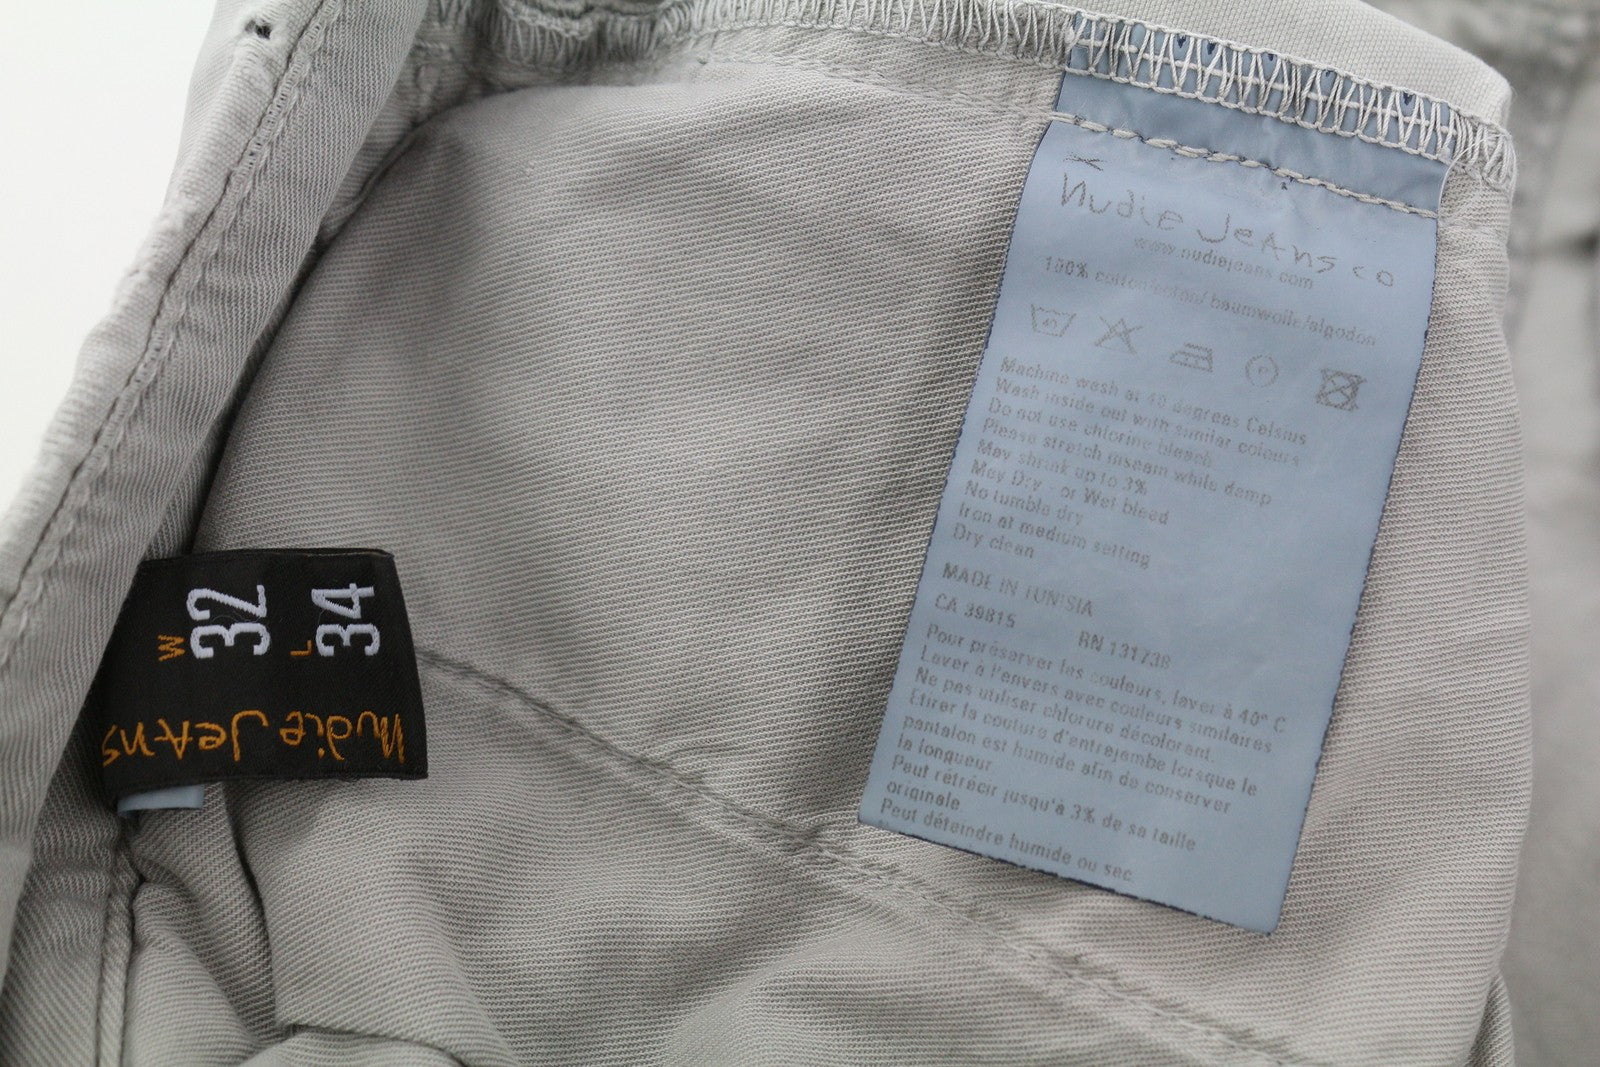 Nudie Jeans co
www.nudiejeans.com
100% cotton/coton/baumwolle/algodon
Machine wash at 40 degrees Celsius
Wash inside out with similar colours
Do not use chlorine bleach
Please stretch inseam while damp
May shrink up to 3%
May Dry - or Wet bleed
No tumble dry
Iron at medium setting
Dry clean
MADE IN TUNISIA
CA 39815 RN 131738
Pour préserver les couleurs, laver à 40° C
Laver à l'envers avec couleurs similaires
Ne pas utiliser chlorure décolorant.
Etirer la couture d'entrejambe lorsque le
pantalon est humide afin de conserver
la longueur
Peut rétrécir jusqu'à 3% de sa taille
originale
Peut déteindre humide ou sec
W 32
L 34
Nudie Jeans